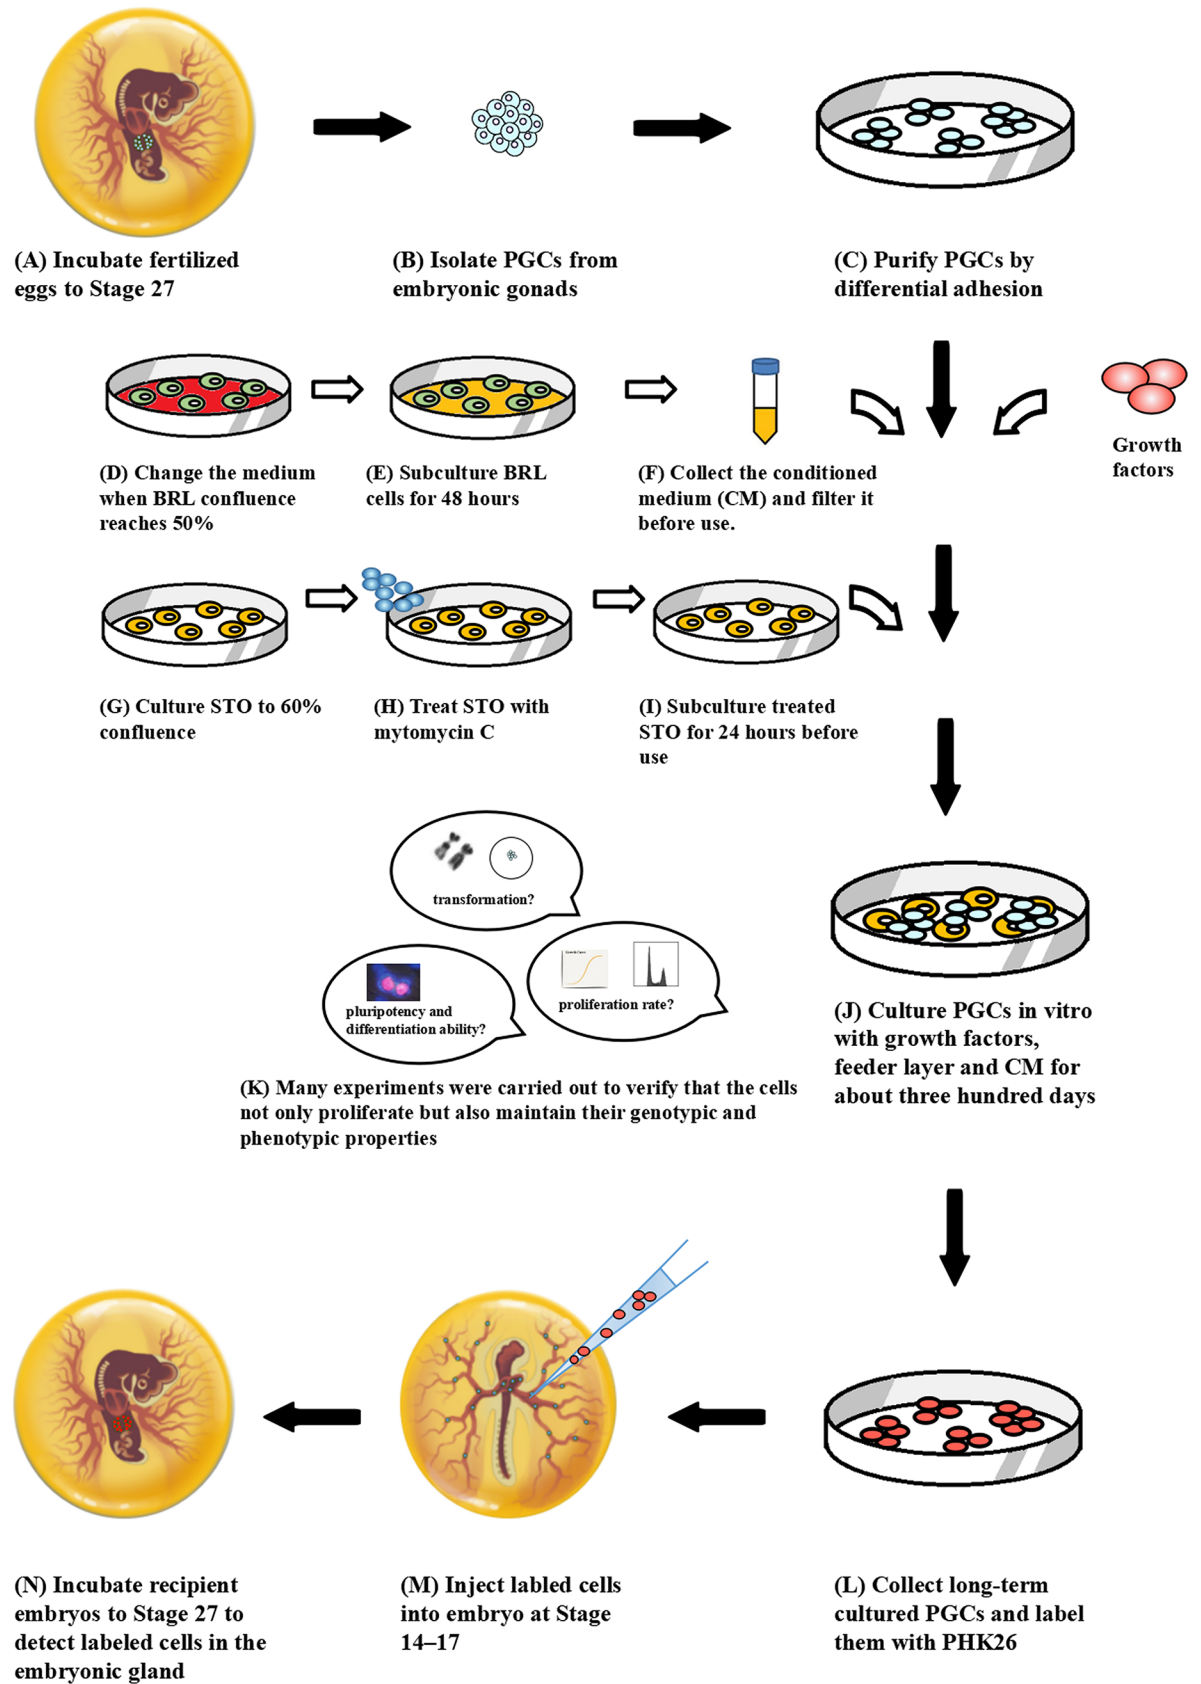 (A) Incubate fertilized
eggs to Stage 27
(B) Isolate PGCs from
embryonic gonads
(C) Purify PGCs by
differential adhesion
(D) Change the medium
when BRL confluence
reaches 50%
(E) Subculture BRL
cells for 48 hours
(F) Collect the conditioned
medium (CM) and filter it
before use.
Growth
factors
(G) Culture STO to 60%
confluence
(H) Treat STO with
mytomycin C
(I) Subculture treated
STO for 24 hours before
use
transformation?
pluripotency and
differentiation ability?
proliferation rate?
(J) Culture PGCs in vitro
with growth factors,
feeder layer and CM for
about three hundred days
(K) Many experiments were carried out to verify that the cells
not only proliferate but also maintain their genotypic and
phenotypic properties
(N) Incubate recipient
embryos to Stage 27 to
detect labeled cells in the
embryonic gland
(M) Inject labled cells
into embryo at Stage
14–17
(L) Collect long-term
cultured PGCs and label
them with PHK26